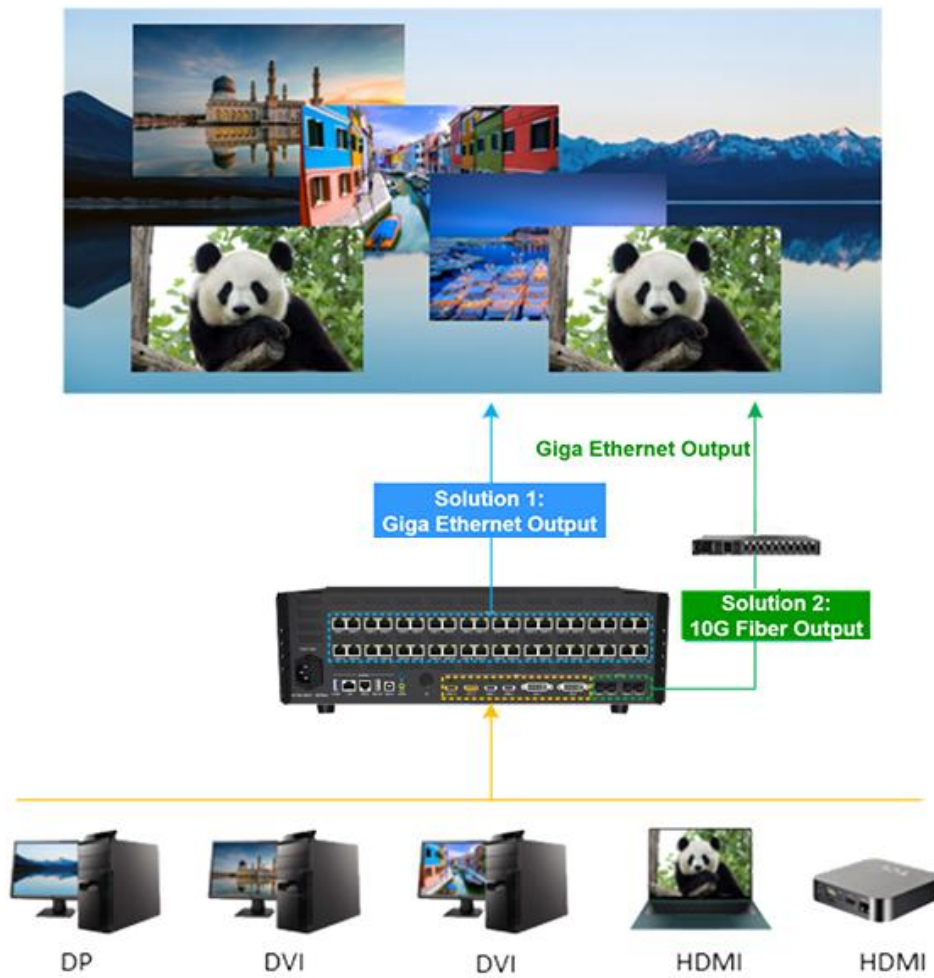 Giga Ethernet Output
Solution 1:
Giga Ethernet Output
Solution 2:
10G Fiber Output
DP
DVI
DVI
HDMI
HDMI